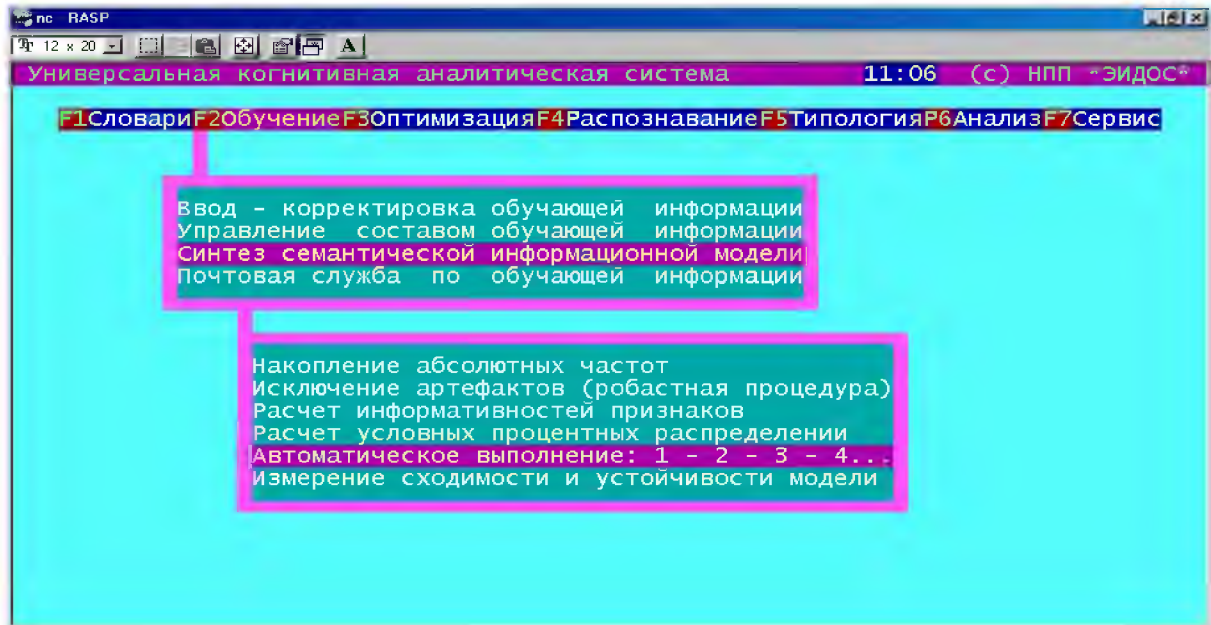 nc RASP
12 x 20 A
Универсальная когнитивная аналитическая система 11:06 (c) НПП "ЭЙДОС"
F1СловариF2ОбучениеF3ОптимизацияF4РаспознаваниеF5ТипологияF6АнализF7Сервис
Ввод - корректировка обучающей информации
Управление составом обучающей информации
Синтез семантической информационной модели
Почтовая служба по обучающей информации
Накопление абсолютных частот
Исключение артефактов (робастная процедура)
Расчет информативностей признаков
Расчет условных процентных распределении
Автоматическое выполнение: 1 - 2 - 3 - 4...
Измерение сходимости и устойчивости модели